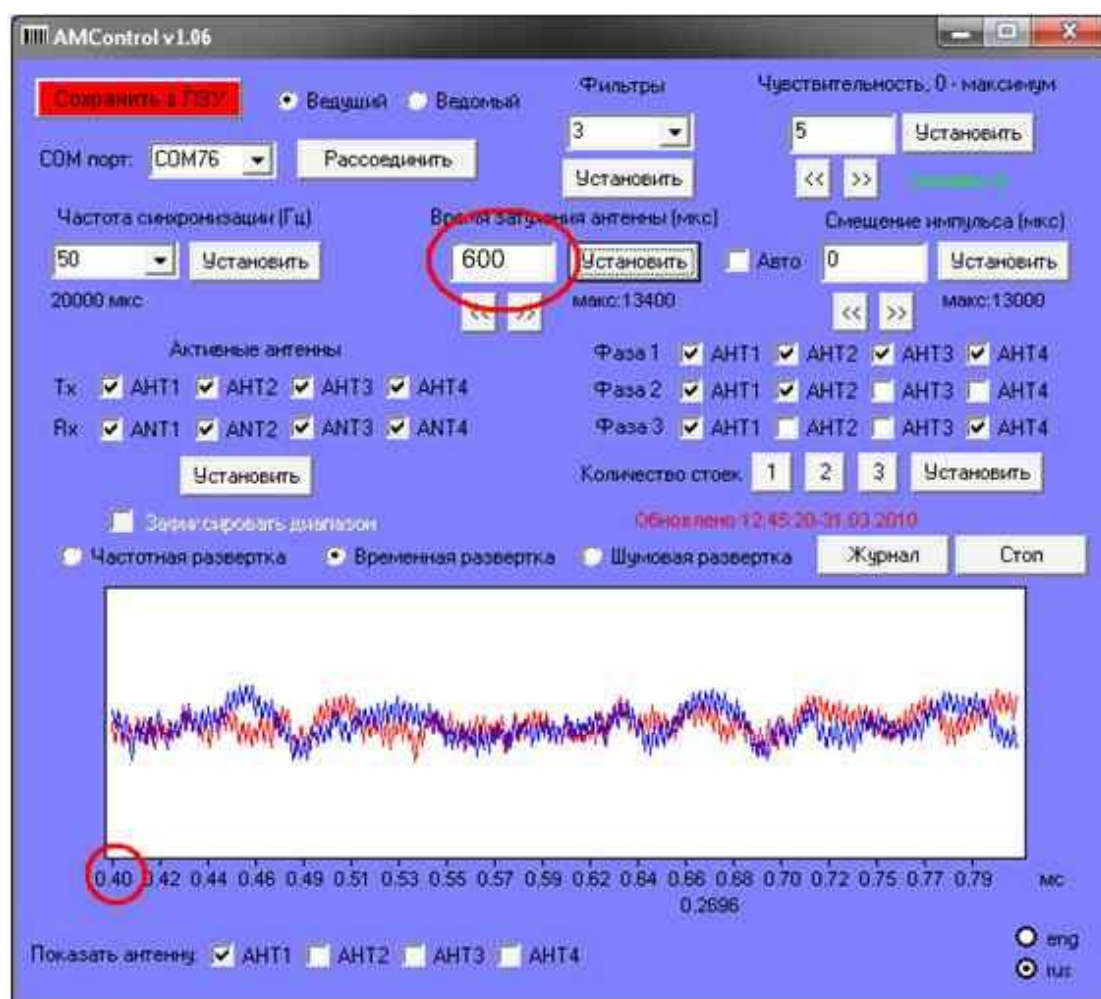 AMControl v1.06
Сохранить в ПЗУ
Ведущий Ведомый
Фильтры
Чувствительность, 0 - максимум
3
5 Установить
COM порт: COM76 Рассоединить
Установить
<< >>
Частота синхронизации (Гц)
Время затухания антенны (мкс)
Смещение импульса (мкс)
50 Установить
600 Установить Авто
0 Установить
20000 мкс
<< >> макс:13400
<< >> макс:13000
Активные антенны
Tx АНТ1 АНТ2 АНТ3 АНТ4
Rx ANT1 ANT2 ANT3 ANT4
Установить
Фаза 1 АНТ1 АНТ2 АНТ3 АНТ4
Фаза 2 АНТ1 АНТ2 АНТ3 АНТ4
Фаза 3 АНТ1 АНТ2 АНТ3 АНТ4
Количество стоек 1 2 3 Установить
Зафиксировать диапазон
Обновлено:12:45:20-31.03.2010
Частотная развертка Временная развертка Шумовая развертка Журнал Стоп
0.40 0.42 0.44 0.46 0.49 0.51 0.53 0.55 0.57 0.59 0.62 0.64 0.66 0.68 0.70 0.72 0.75 0.77 0.79 мс
0.2696
Показать антенну: АНТ1 АНТ2 АНТ3 АНТ4
eng
rus